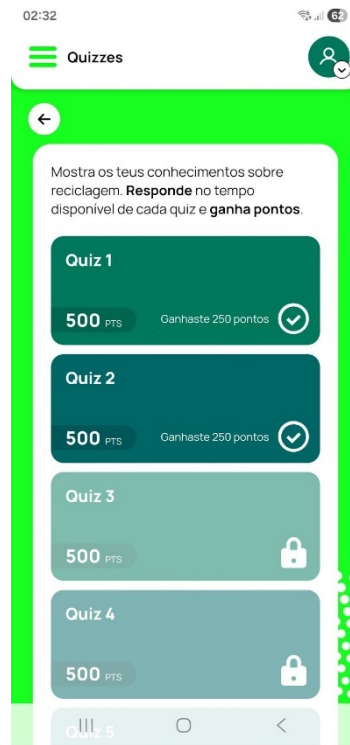 02:32
62
Quizzes
Mostra os teus conhecimentos sobre
reciclagem. Responde no tempo
disponível de cada quiz e ganha pontos.
Quiz 1
500 PTS
Ganhaste 250 pontos
Quiz 2
500 PTS
Ganhaste 250 pontos
Quiz 3
500 PTS
Quiz 4
500 PTS
Quiz 5